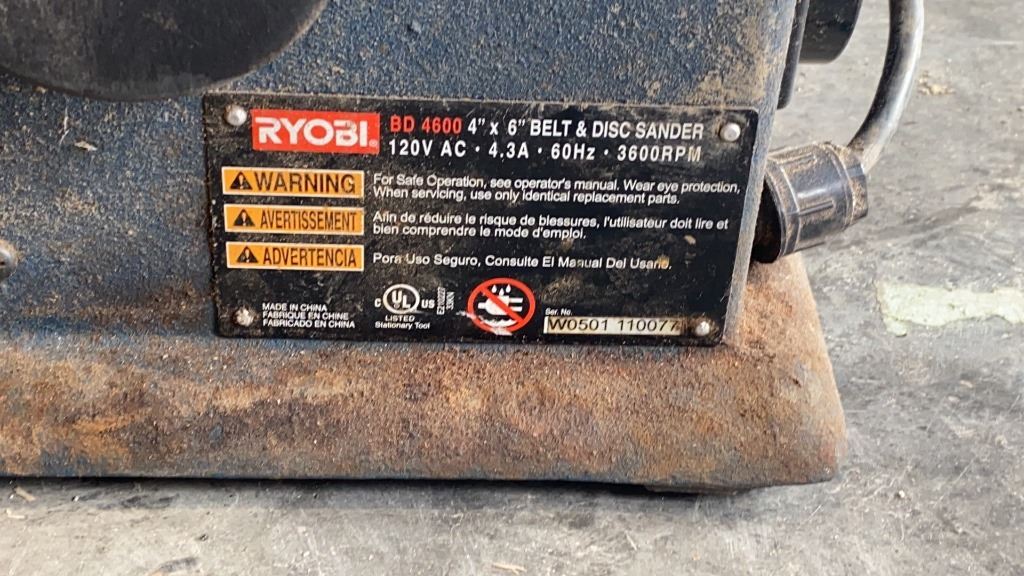 RYOBI
BD 4600 4" x 6" BELT & DISC SANDER
120V AC · 4.3A · 60Hz · 3600RPM
WARNING
For Safe Operation, see operator's manual. Wear eye protection,
When servicing, use only identical replacement parts.
AVERTISSEMENT
Afin de réduire le risque de blessures, l'utilisateur doit lire et
bien comprendre le mode d'emploi.
ADVERTENCIA
Para Uso Seguro, Consulte El Manual Del Usario.
MADE IN CHINA
FABRIQUE EN CHINE
FABRICADO EN CHINA
C UL US
LISTED
Stationary Tool
Ser. No.
W0501 110077